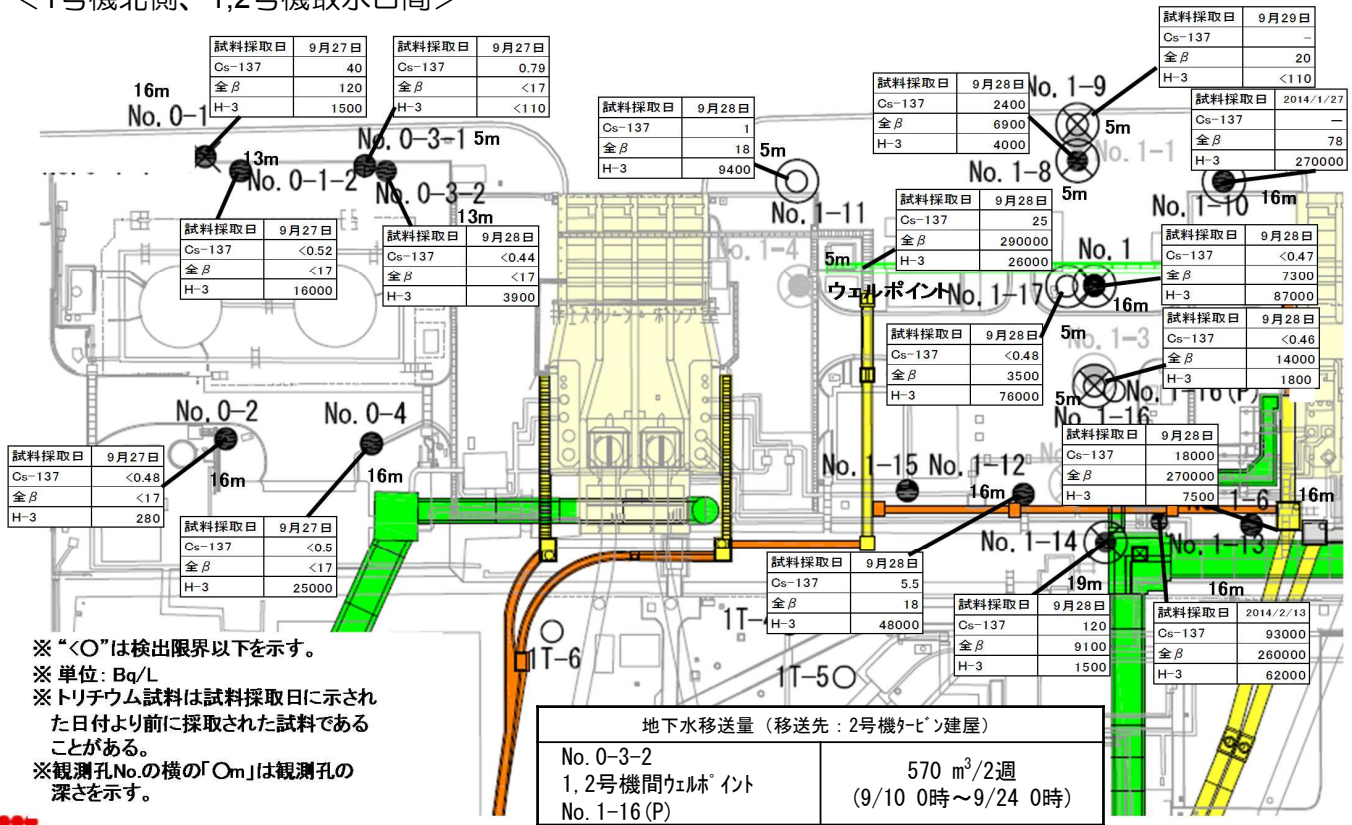 ＜1号機北側、1,2号機取水口間＞
試料採取日 9月27日
Cs-137 40
全β 120
H-3 1500
試料採取日 9月27日
Cs-137 0.79
全β <17
H-3 <110
試料採取日 9月28日
Cs-137 1
全β 18
H-3 9400
試料採取日 9月28日
Cs-137 2400
全β 6900
H-3 4000
試料採取日 9月29日
Cs-137 -
全β 20
H-3 <110
試料採取日 2014/1/27
Cs-137 —
全β 78
H-3 270000
16m
No. 0-1
13m
No. 0-1-2
No. 0-3-1 5m
No. 0-3-2
13m
5m
No. 1-11
No. 1-9
5m
No. 1-1
No. 1-8
5m
No. 1-10 16m
試料採取日 9月27日
Cs-137 <0.52
全β <17
H-3 16000
試料採取日 9月28日
Cs-137 <0.44
全β <17
H-3 3900
試料採取日 9月28日
Cs-137 25
全β 290000
H-3 26000
試料採取日 9月28日
Cs-137 <0.47
全β 7300
H-3 87000
o. 1-4
5m
ウェルポイント
No. 1-17
No. 1
16m
5m
o. 1-3
試料採取日 9月28日
Cs-137 <0.48
全β 3500
H-3 76000
試料採取日 9月28日
Cs-137 <0.46
全β 14000
H-3 1800
5m
No. 1-16
No. 1-16(P)
No. 0-2
16m
No. 0-4
16m
試料採取日 9月27日
Cs-137 <0.48
全β <17
H-3 280
試料採取日 9月27日
Cs-137 <0.5
全β <17
H-3 25000
No. 1-15 No. 1-12
16m
試料採取日 9月28日
Cs-137 18000
全β 270000
H-3 7500
1-6
16m
No. 1-14
19m
No. 1-13
16m
試料採取日 9月28日
Cs-137 5.5
全β 18
H-3 48000
試料採取日 9月28日
Cs-137 120
全β 9100
H-3 1500
試料採取日 2014/2/13
Cs-137 93000
全β 260000
H-3 62000
1T-6
1T-4
1T-5
※“<○”は検出限界以下を示す。
※ 単位: Bq/L
※トリチウム試料は試料採取日に示され
た日付より前に採取された試料である
ことがある。
※観測孔No.の横の「○m」は観測孔の
深さを示す。
地下水移送量（移送先：2号機ﾀｰﾋﾞﾝ建屋）
No. 0-3-2
1,2号機間ｳｪﾙﾎﾟｲﾝﾄ
No. 1-16(P)
570 m³/2週
(9/10 0時～9/24 0時)